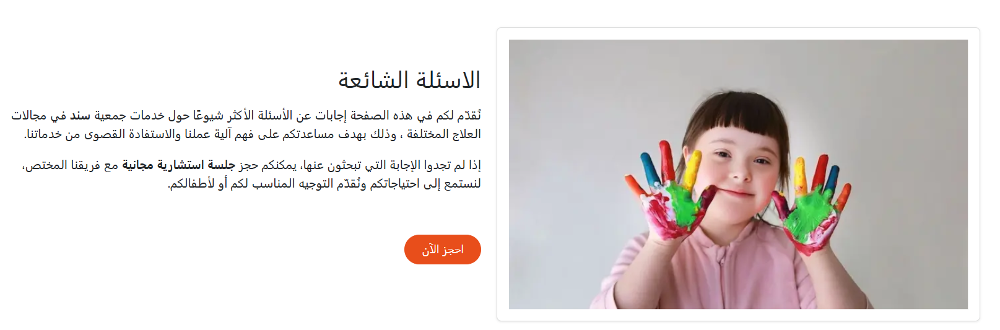 الاسئلة الشائعة
نُقدّم لكم في هذه الصفحة إجابات عن الأسئلة الأكثر شيوعًا حول خدمات جمعية سند في مجالات
العلاج المختلفة ، وذلك بهدف مساعدتكم على فهم آلية عملنا والاستفادة القصوى من خدماتنا.
إذا لم تجدوا الإجابة التي تبحثون عنها، يمكنكم حجز جلسة استشارية مجانية مع فريقنا المختص،
لنستمع إلى احتياجاتكم ونُقدّم التوجيه المناسب لكم أو لأطفالكم.
احجز الآن